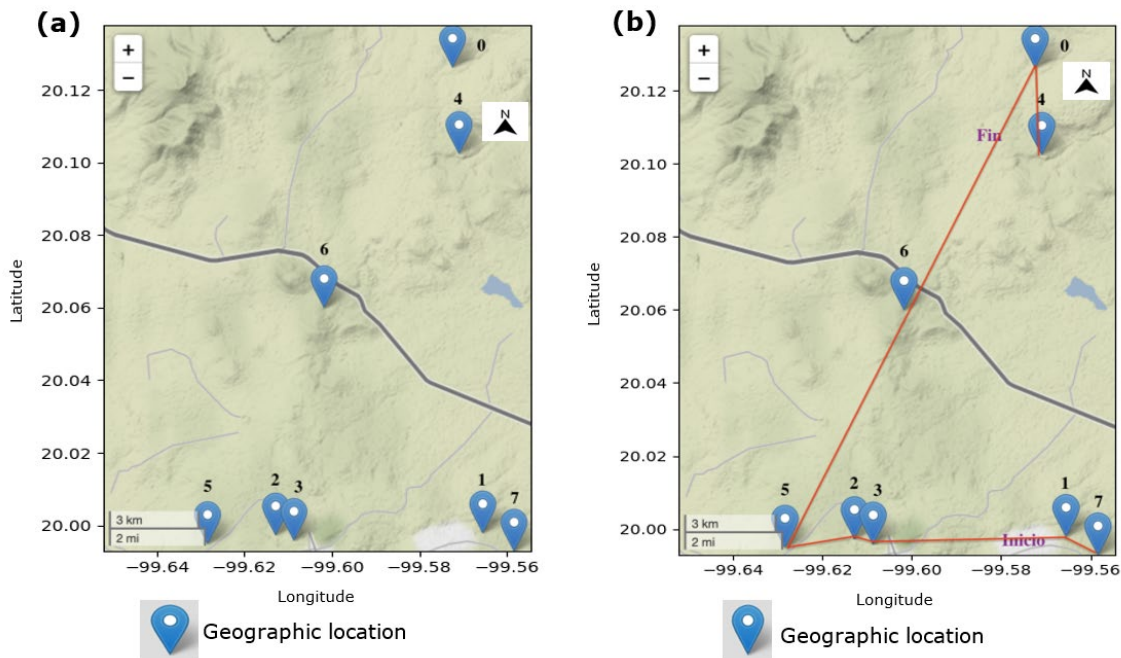 (a)
+
−
0
4
N
20.12
20.10
20.08
6
20.06
20.04
20.02
5
2
3
1
7
20.00
3 km
2 mi
−99.64
−99.62
−99.60
−99.58
−99.56
Latitude
Longitude
Geographic location
(b)
+
−
0
N
4
Fin
20.12
20.10
20.08
6
20.06
20.04
20.02
5
2
3
1
7
20.00
3 km
2 mi
Inicio
−99.64
−99.62
−99.60
−99.58
−99.56
Latitude
Longitude
Geographic location